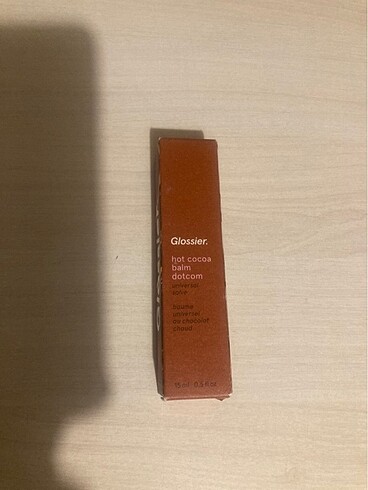 Glossier.
hot cocoa
balm
dotcom
universal
salve
baume
universel
au chocolat
chaud
15 ml 0.5 fl oz